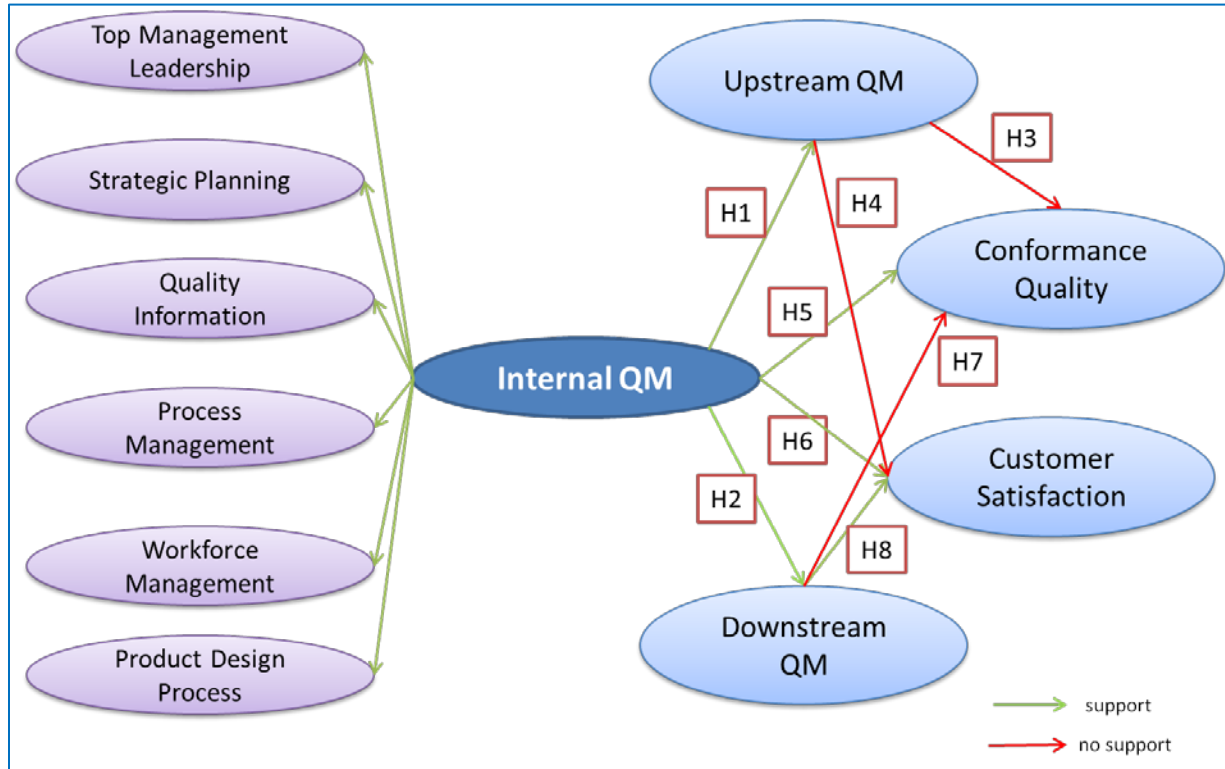 Top Management
Leadership
Strategic Planning
Quality
Information
Process
Management
Workforce
Management
Product Design
Process
Internal QM
Upstream QM
H3
H1
H4
Conformance
Quality
H5
H7
H6
Customer
Satisfaction
H2
H8
Downstream
QM
support
no support